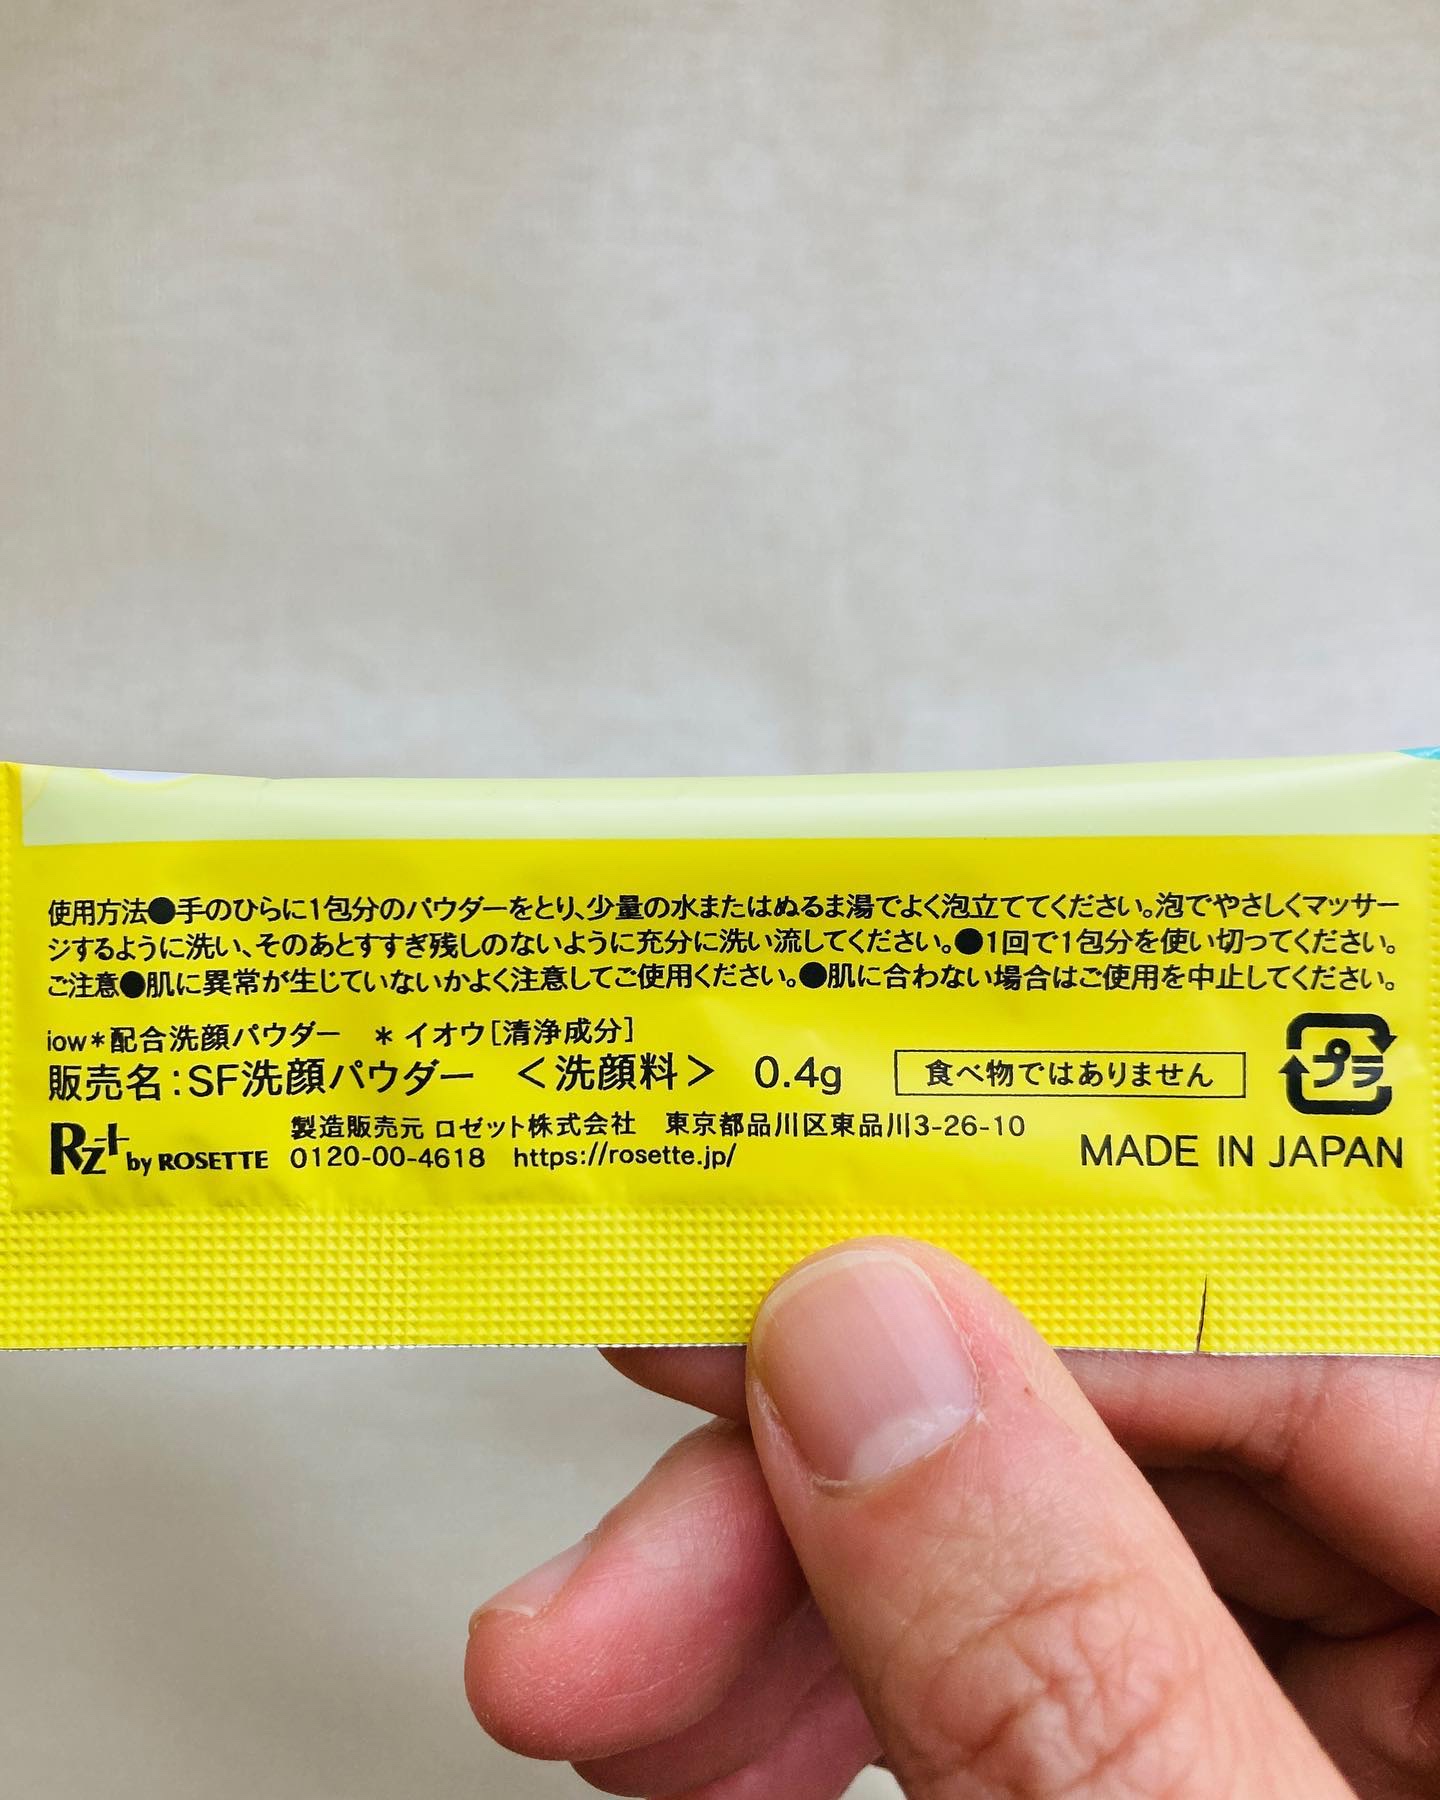 使用方法●手のひらに1包分のパウダーをとり、少量の水またはぬるま湯でよく泡立ててください。泡でやさしくマッサー
ジするように洗い、そのあとすすぎ残しのないように充分に洗い流してください。●1回で1包分を使い切ってください。
ご注意●肌に異常が生じていないかよく注意してご使用ください。●肌に合わない場合はご使用を中止してください。
iow*配合洗顔パウダー *イオウ[清浄成分]
販売名:SF洗顔パウダー <洗顔料> 0.4g 食べ物ではありません プラ
製造販売元 ロゼット株式会社 東京都品川区東品川3-26-10
Rz+ by ROSETTE 0120-00-4618 https://rosette.jp/ MADE IN JAPAN